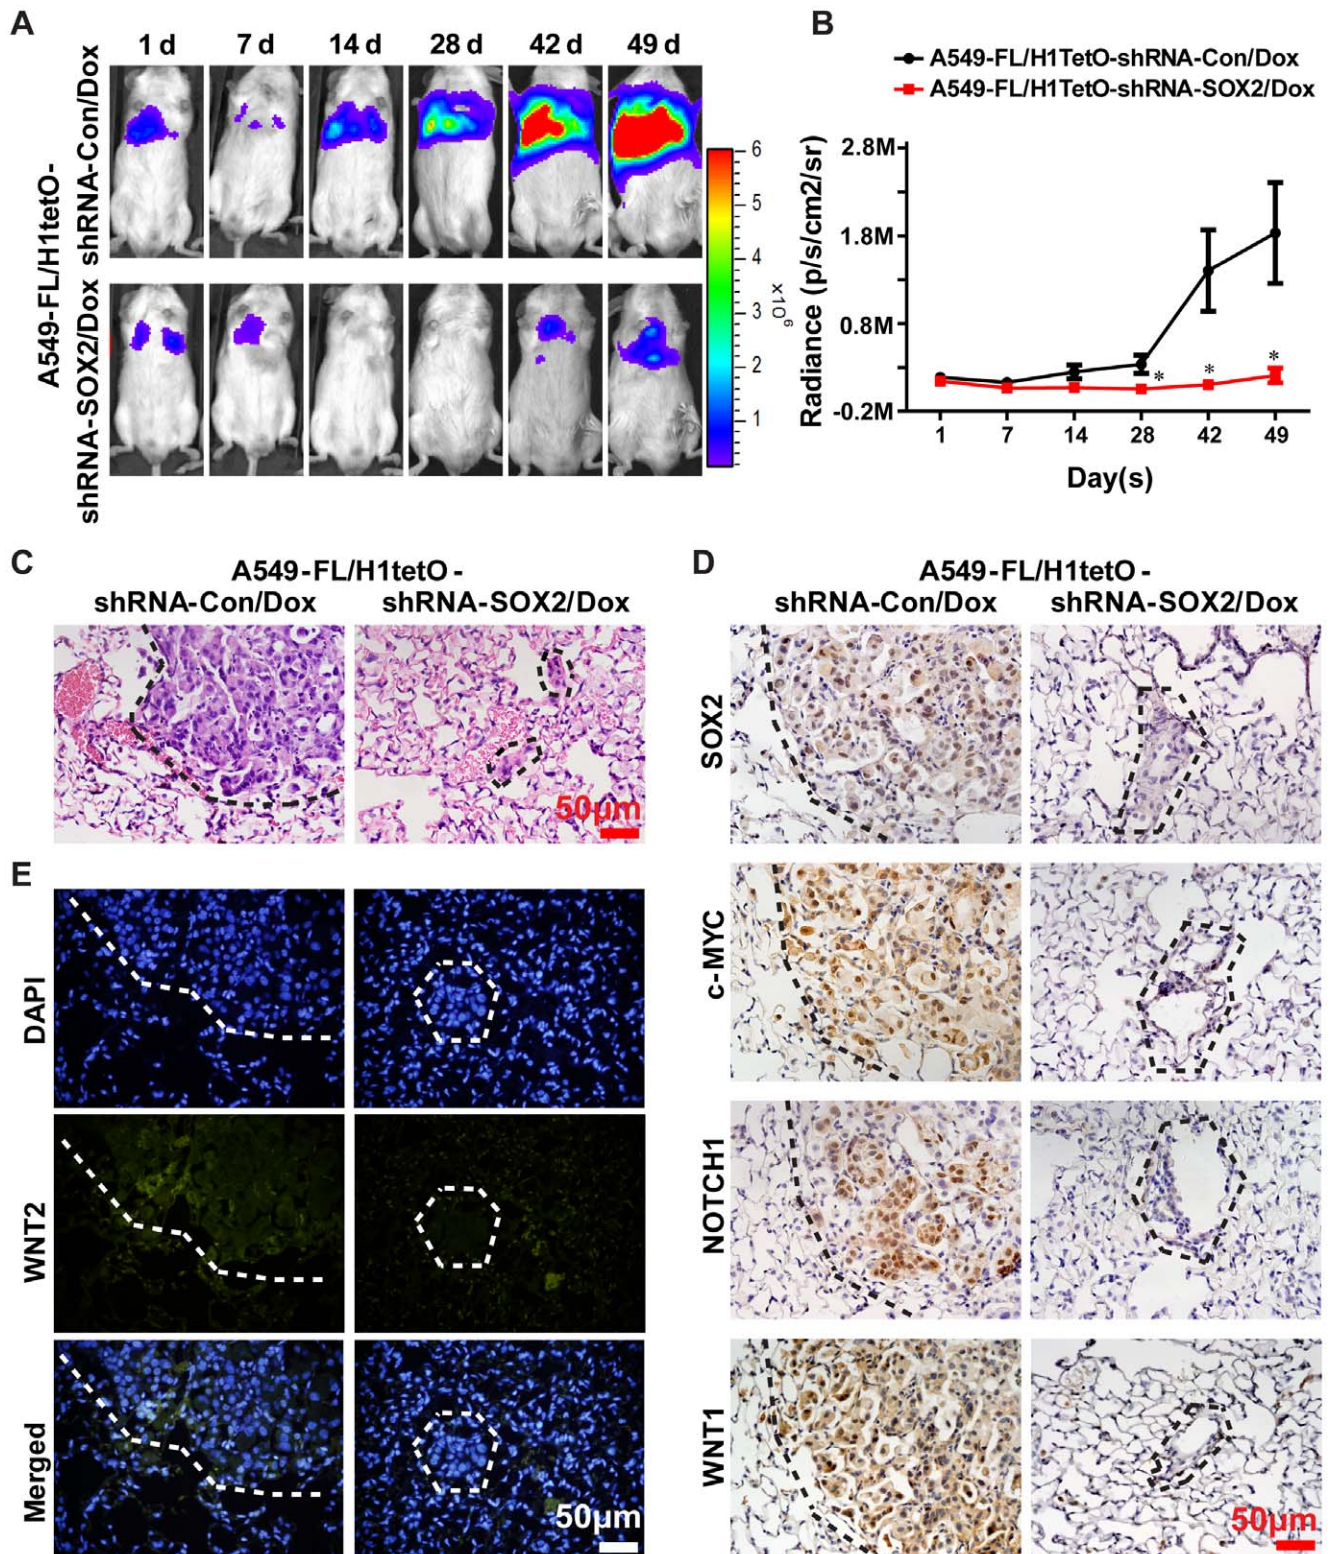 A
1 d 7 d 14 d 28 d 42 d 49 d
A549-FL/H1tetO-
shRNA-Con/Dox
shRNA-SOX2/Dox
6
5
4
3
2
1
x10⁶
B
A549-FL/H1TetO-shRNA-Con/Dox
A549-FL/H1TetO-shRNA-SOX2/Dox
Radiance (p/s/cm2/sr)
2.8M
1.8M
0.8M
-0.2M
* * *
1 7 14 28 42 49
Day(s)
C
A549-FL/H1tetO-
shRNA-Con/Dox shRNA-SOX2/Dox
50μm
D
A549-FL/H1tetO-
shRNA-Con/Dox shRNA-SOX2/Dox
SOX2
c-MYC
NOTCH1
WNT1
50μm
E
DAPI
WNT2
Merged
50μm